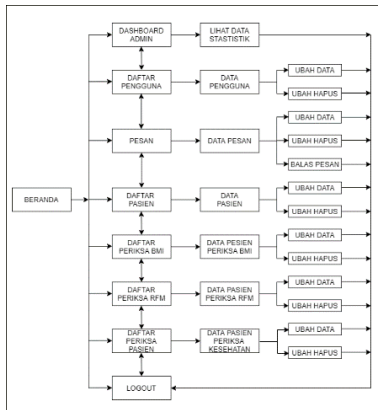 DASHBOARD
ADMIN
LIHAT DATA
STASTISTIK
DAFTAR
PENGGUNA
DATA
PENGGUNA
UBAH DATA
UBAH HAPUS
PESAN
DATA PESAN
UBAH DATA
UBAH HAPUS
BALAS PESAN
BERANDA
DAFTAR
PASIEN
DATA
PASIEN
UBAH DATA
UBAH HAPUS
DAFTAR
PERIKSA BMI
DATA PESIEN
PERIKSA BMI
UBAH DATA
UBAH HAPUS
DAFTAR
PERIKSA RFM
DATA PASIEN
PERIKSA RFM
UBAH DATA
UBAH HAPUS
DAFTAR
PERIKSA
PASIEN
DATA PASIEN
PERIKSA
KESEHATAN
UBAH DATA
UBAH HAPUS
LOGOUT